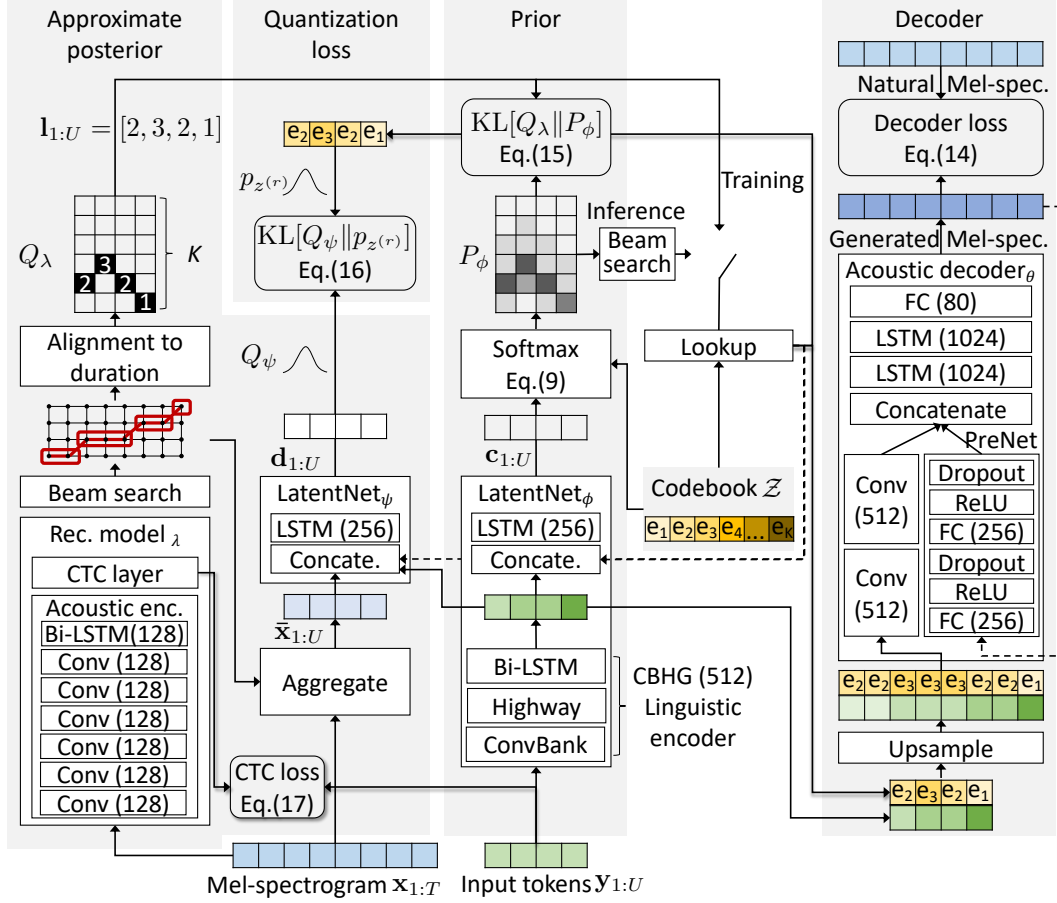 Approximate
posterior
l1:U = [2, 3, 2, 1]
Qλ
3
2 2
1
K
Alignment to
duration
Beam search
Rec. model λ
CTC layer
Acoustic enc.
Bi-LSTM(128)
Conv (128)
Conv (128)
Conv (128)
Conv (128)
Conv (128)
Conv (128)
Quantization
loss
e2 e3 e2 e1
pz(r)
KL[Qψ‖pz(r)]
Eq.(16)
Qψ
d1:U
LatentNetψ
LSTM (256)
Concate.
x̄1:U
Aggregate
CTC loss
Eq.(17)
Mel-spectrogram x1:T
Prior
KL[Qλ‖Pϕ]
Eq.(15)
Pϕ
Inference
Beam
search
Training
Softmax
Eq.(9)
Lookup
c1:U
LatentNetϕ
LSTM (256)
Concate.
Codebook 𝒵
e1 e2 e3 e4 ... eK
Bi-LSTM
Highway
ConvBank
CBHG (512)
Linguistic
encoder
Input tokens y1:U
Decoder
Natural Mel-spec.
Decoder loss
Eq.(14)
Generated Mel-spec.
Acoustic decoderθ
FC (80)
LSTM (1024)
LSTM (1024)
Concatenate
PreNet
Conv
(512)
Conv
(512)
Dropout
ReLU
FC (256)
Dropout
ReLU
FC (256)
e2 e2 e3 e3 e3 e2 e2 e1
Upsample
e2 e3 e2 e1